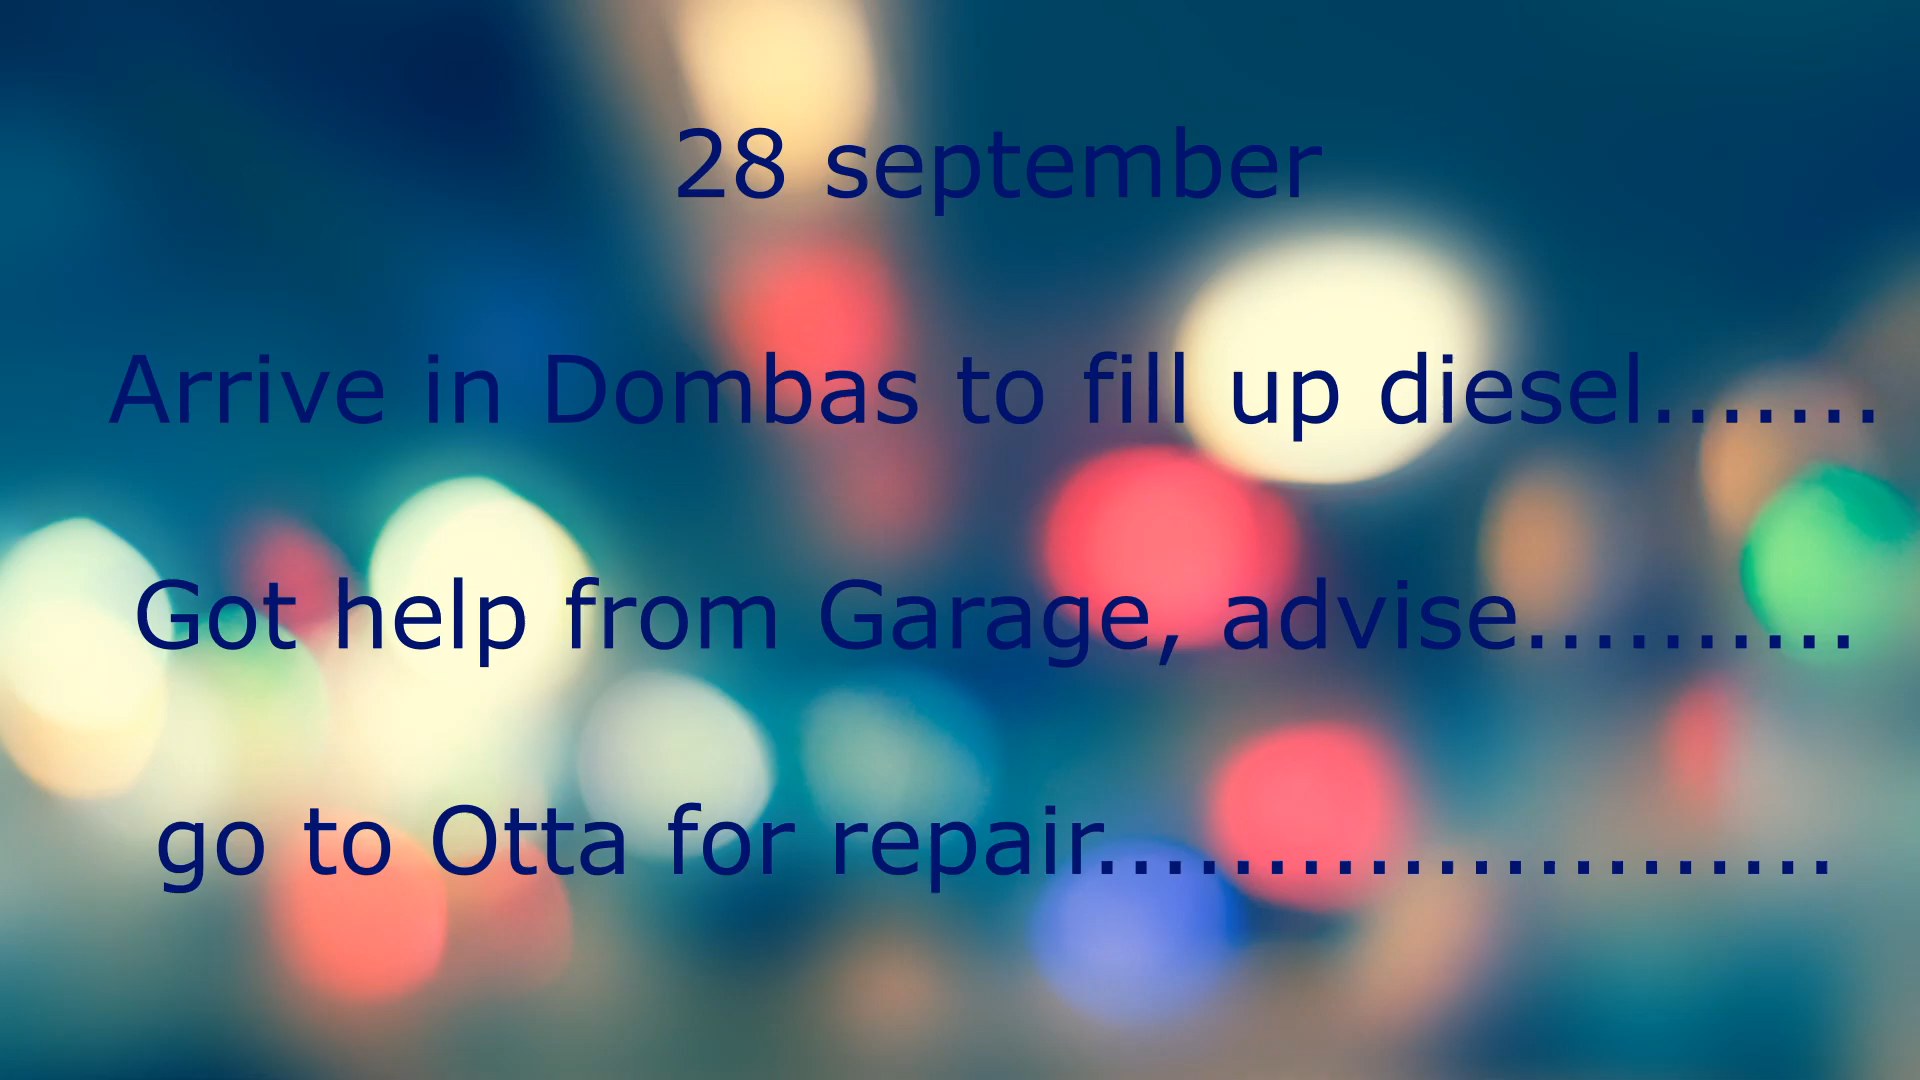 28 september
Arrive in Dombas to fill up diesel.......
Got help from Garage, advise..........
go to Otta for repair......................